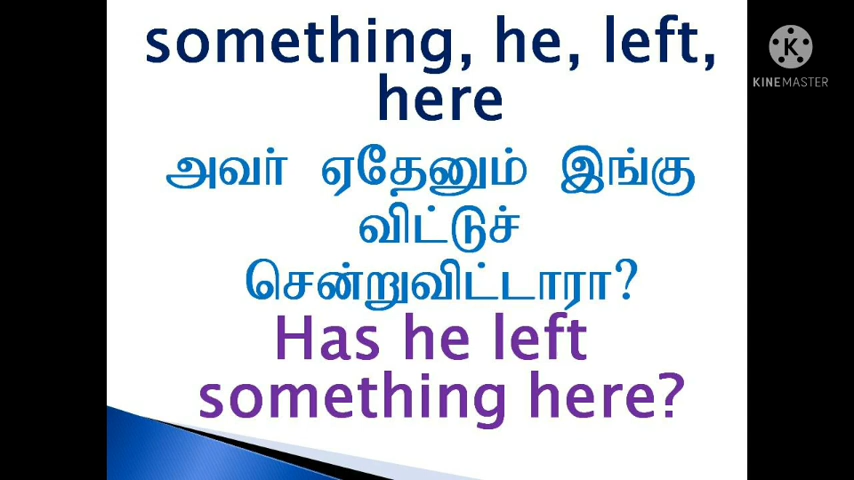 something, he, left,
here
அவர் ஏதேனும் இங்கு
விட்டுச்
சென்றுவிட்டாரா?
Has he left
something here?
K
KINEMASTER